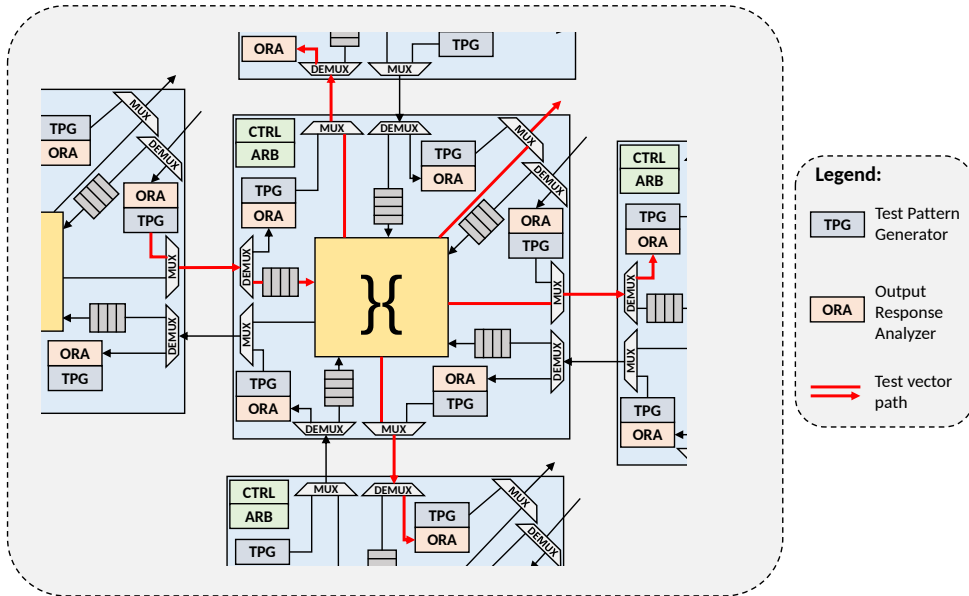 ORA
TPG
DEMUX
MUX
MUX
TPG
ORA
DEMUX
ORA
TPG
MUX
DEMUX
ORA
TPG
CTRL
ARB
MUX
DEMUX
MUX
TPG
ORA
DEMUX
TPG
ORA
ORA
TPG
DEMUX
MUX
}{
MUX
DEMUX
ORA
TPG
TPG
ORA
DEMUX
MUX
CTRL
ARB
TPG
ORA
DEMUX
MUX
TPG
ORA
CTRL
ARB
MUX
DEMUX
MUX
TPG
ORA
DEMUX
TPG
Legend:
TPG
Test Pattern
Generator
ORA
Output
Response
Analyzer
Test vector
path